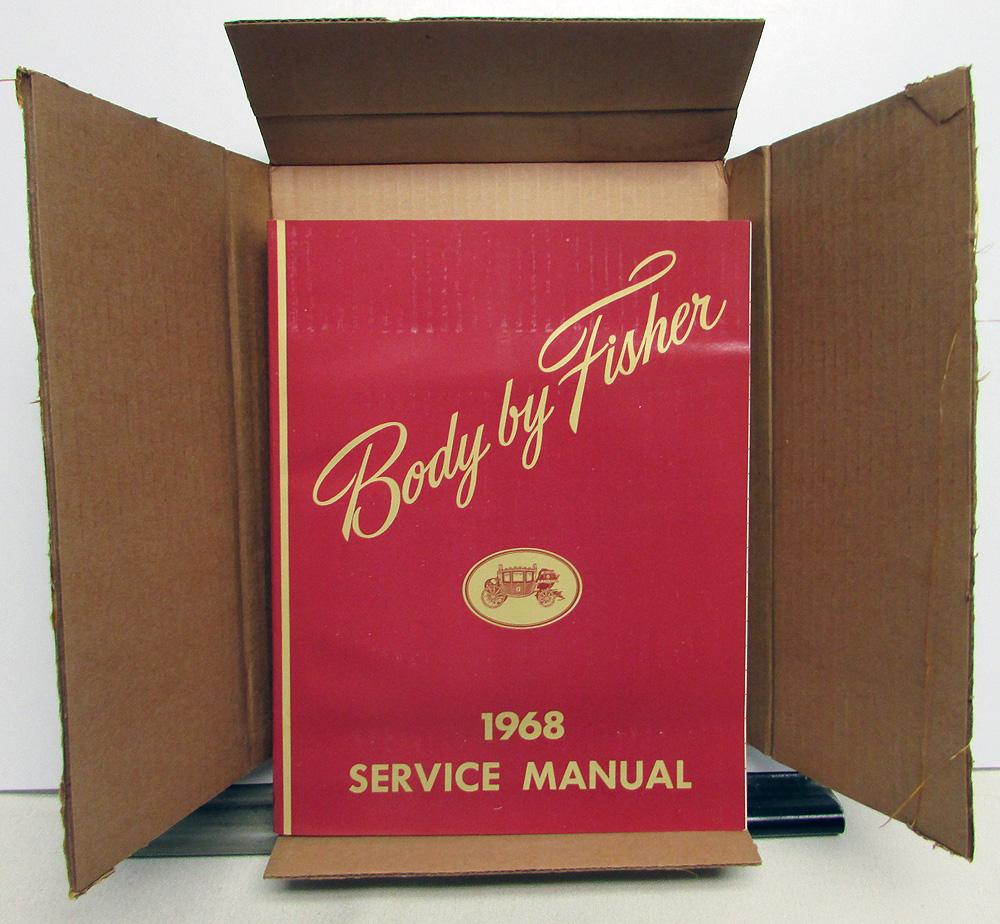 Body by Fisher
1968
SERVICE MANUAL